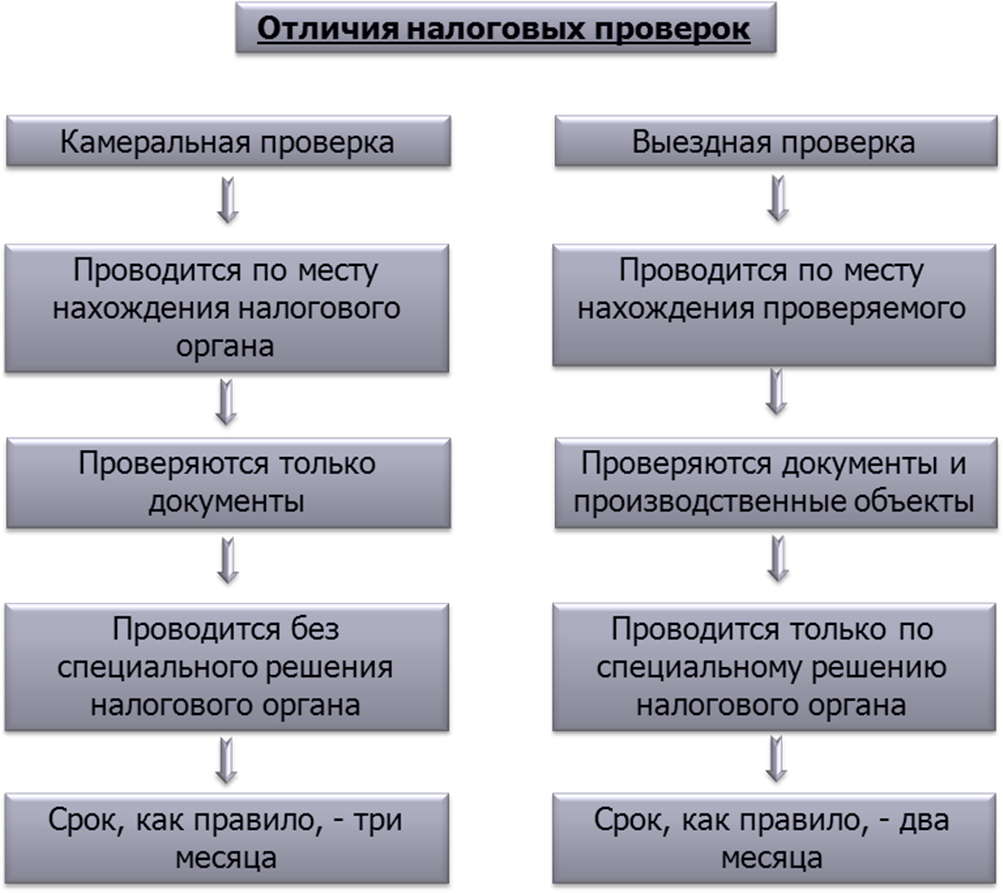 Отличия налоговых проверок
Камеральная проверка
Проводится по месту
нахождения налогового
органа
Проверяются только
документы
Проводится без
специального решения
налогового органа
Срок, как правило, - три
месяца
Выездная проверка
Проводится по месту
нахождения проверяемого
Проверяются документы и
производственные объекты
Проводится только по
специальному решению
налогового органа
Срок, как правило, - два
месяца